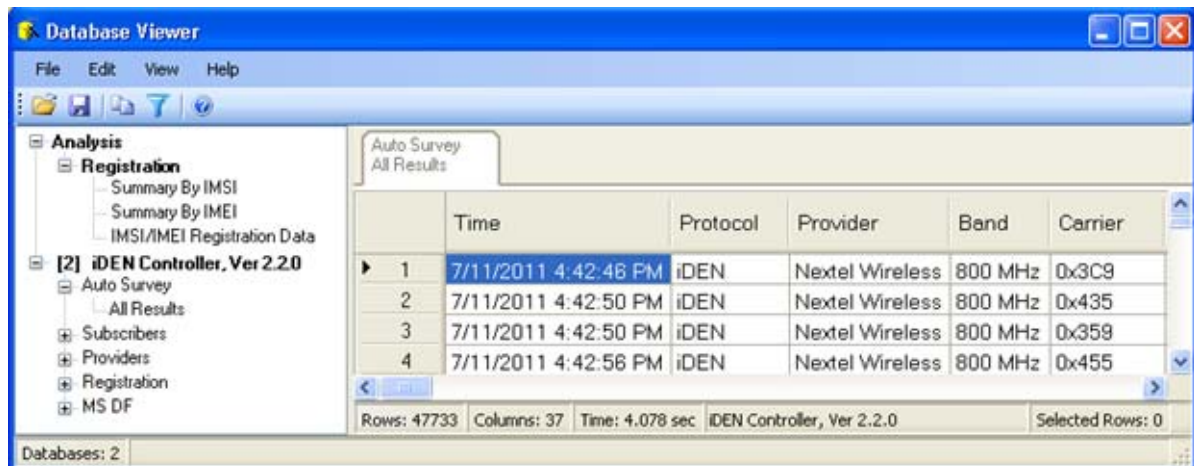 Database Viewer
File Edit View Help
Analysis
Registration
Summary By IMSI
Summary By IMEI
IMSI/IMEI Registration Data
[2] iDEN Controller, Ver 2.2.0
Auto Survey
All Results
Subscribers
Providers
Registration
MS DF
Auto Survey
All Results
Time Protocol Provider Band Carrier
1 7/11/2011 4:42:46 PM iDEN Nextel Wireless 800 MHz 0x3C9
2 7/11/2011 4:42:50 PM iDEN Nextel Wireless 800 MHz 0x435
3 7/11/2011 4:42:50 PM iDEN Nextel Wireless 800 MHz 0x359
4 7/11/2011 4:42:56 PM iDEN Nextel Wireless 800 MHz 0x455
Rows: 47733 Columns: 37 Time: 4.078 sec iDEN Controller, Ver 2.2.0 Selected Rows: 0
Databases: 2